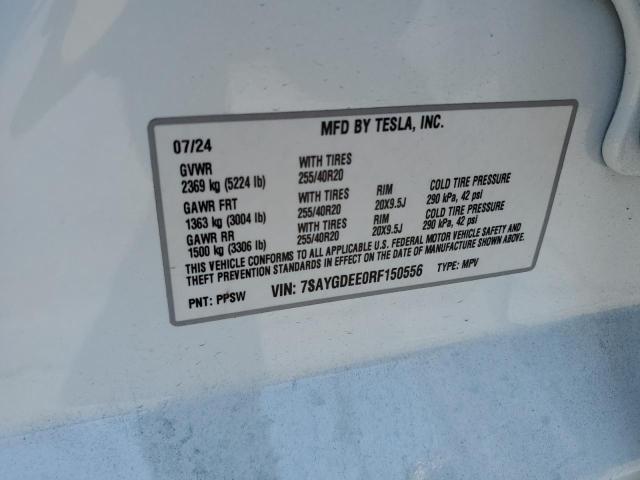 MFD BY TESLA, INC.
07/24
GVWR WITH TIRES
2369 kg (5224 lb) 255/40R20
GAWR FRT WITH TIRES RIM COLD TIRE PRESSURE
1363 kg (3004 lb) 255/40R20 20X9.5J 290 kPa, 42 psi
GAWR RR WITH TIRES RIM COLD TIRE PRESSURE
1500 kg (3306 lb) 255/40R20 20X9.5J 290 kPa, 42 psi
THIS VEHICLE CONFORMS TO ALL APPLICABLE U.S. FEDERAL MOTOR VEHICLE SAFETY AND
THEFT PREVENTION STANDARDS IN EFFECT ON THE DATE OF MANUFACTURE SHOWN ABOVE.
PNT: PPSW VIN: 7SAYGDEE0RF150556 TYPE: MPV